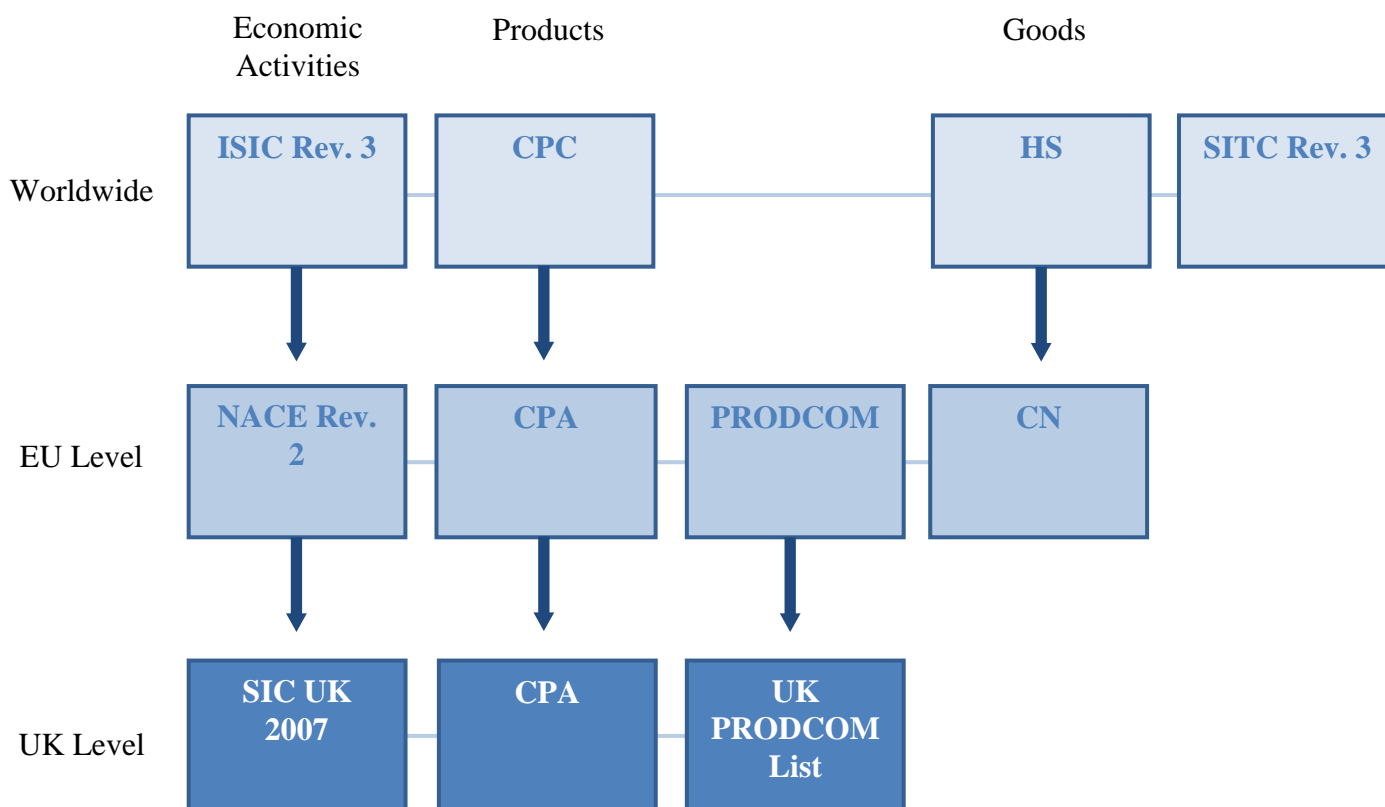 Economic
Activities
Products
Goods
Worldwide
ISIC Rev. 3
CPC
HS
SITC Rev. 3
EU Level
NACE Rev.
2
CPA
PRODCOM
CN
UK Level
SIC UK
2007
CPA
UK
PRODCOM
List